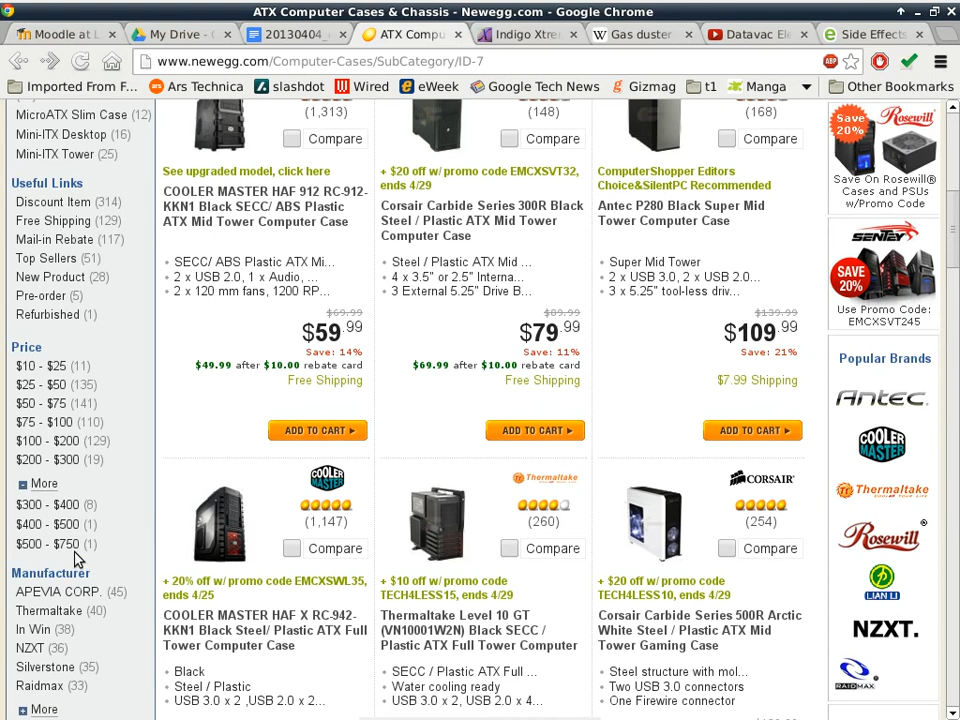 ATX Computer Cases & Chassis - Newegg.com - Google Chrome
Moodle at L
My Drive - G
20130404_
ATX Compu
Indigo Xtre
Gas duster
Datavac Ele
Side Effects
www.newegg.com/Computer-Cases/SubCategory/ID-7
ABP
Imported From F...
Ars Technica
slashdot
Wired
eWeek
Google Tech News
Gizmag
t1
Manga
Other Bookmarks
MicroATX Slim Case (12)
Mini-ITX Desktop (16)
Mini-ITX Tower (25)
Useful Links
Discount Item (314)
Free Shipping (129)
Mail-in Rebate (117)
Top Sellers (51)
New Product (28)
Pre-order (5)
Refurbished (1)
Price
$10 - $25 (11)
$25 - $50 (135)
$50 - $75 (141)
$75 - $100 (110)
$100 - $200 (129)
$200 - $300 (19)
More
$300 - $400 (8)
$400 - $500 (1)
$500 - $750 (1)
Manufacturer
APEVIA CORP. (45)
Thermaltake (40)
In Win (38)
NZXT (36)
Silverstone (35)
Raidmax (33)
More
(1,313)
Compare
See upgraded model, click here
COOLER MASTER HAF 912 RC-912-
KKN1 Black SECC/ ABS Plastic
ATX Mid Tower Computer Case
SECC/ ABS Plastic ATX Mi...
2 x USB 2.0, 1 x Audio, ...
2 x 120 mm fans, 1200 RP...
$69.99
$59.99
Save: 14%
$49.99 after $10.00 rebate card
Free Shipping
ADD TO CART
(148)
Compare
+ $20 off w/ promo code EMCXSVT32,
ends 4/29
Corsair Carbide Series 300R Black
Steel / Plastic ATX Mid Tower
Computer Case
Steel / Plastic ATX Mid ...
4 x 3.5" or 2.5" Interna...
3 External 5.25" Drive B...
$89.99
$79.99
Save: 11%
$69.99 after $10.00 rebate card
Free Shipping
ADD TO CART
(168)
Compare
ComputerShopper Editors
Choice&SilentPC Recommended
Antec P280 Black Super Mid
Tower Computer Case
Super Mid Tower
2 x USB 3.0, 2 x USB 2.0...
3 x 5.25" tool-less driv...
$139.99
$109.99
Save: 21%
$7.99 Shipping
ADD TO CART
COOLER MASTER
(1,147)
Compare
+ 20% off w/ promo code EMCXSWL35,
ends 4/25
COOLER MASTER HAF X RC-942-
KKN1 Black Steel/ Plastic ATX Full
Tower Computer Case
Black
Steel / Plastic
USB 3.0 x 2 ,USB 2.0 x 2...
Thermaltake
(260)
Compare
+ $10 off w/ promo code
TECH4LESS15, ends 4/29
Thermaltake Level 10 GT
(VN10001W2N) Black SECC /
Plastic ATX Full Tower Computer
SECC / Plastic ATX Full ...
Water cooling ready
USB 3.0 x 2, USB 2.0 x 4...
CORSAIR
(254)
Compare
+ $20 off w/ promo code
TECH4LESS10, ends 4/29
Corsair Carbide Series 500R Arctic
White Steel / Plastic ATX Mid
Tower Gaming Case
Steel structure with mol...
Two USB 3.0 connectors
One Firewire connector
Save
20%
Rosewill
Save On Rosewill®
Cases and PSUs
w/Promo Code
SENTEY
SAVE
20%
Use Promo Code:
EMCXSVT245
Popular Brands
ANTEC
COOLER
MASTER
Thermaltake
Rosewill®
LIAN LI
NZXT.
RAIDMAX